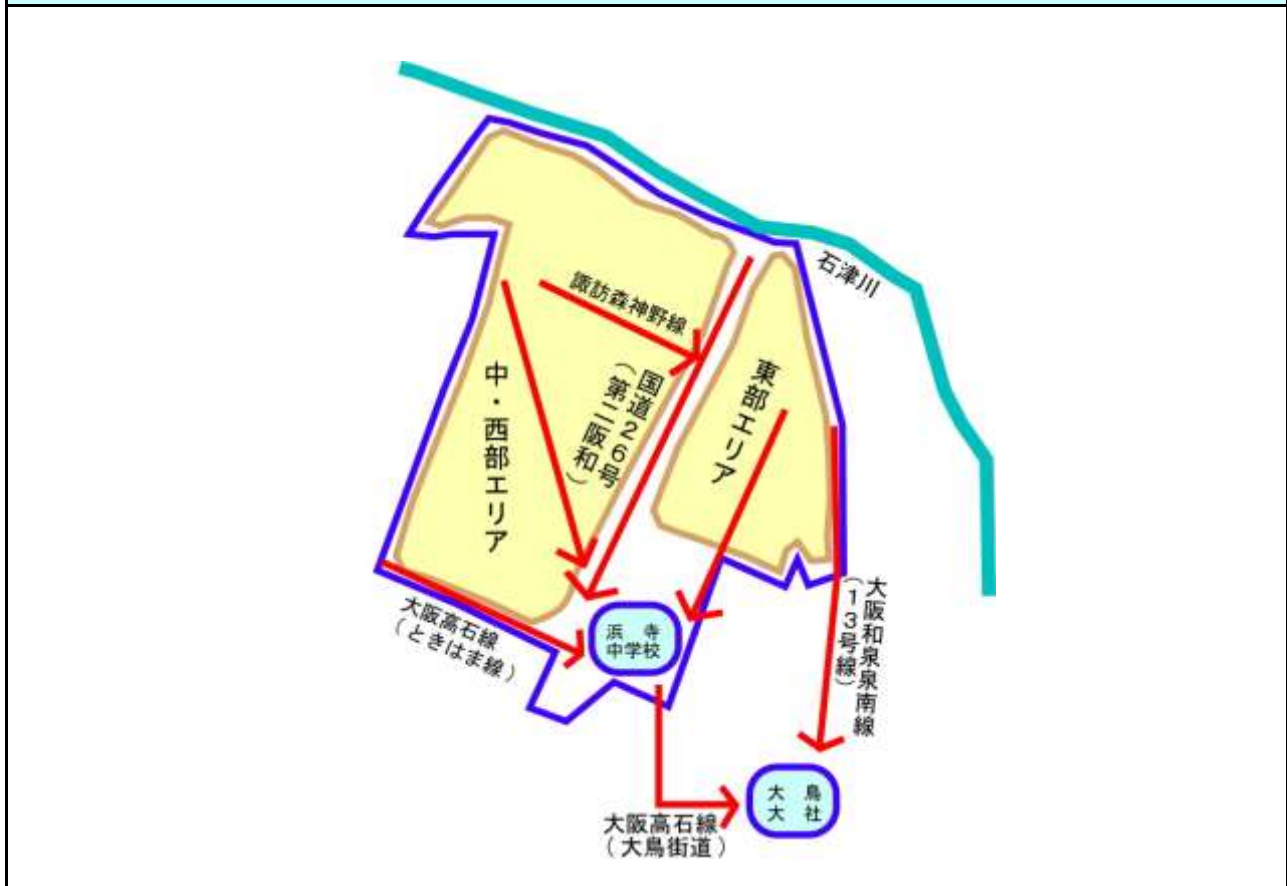 石津川
諏訪森神野線
国道２６号
（第二阪和）
東部エリア
中・西部エリア
大阪高石線
（ときはま線）
浜　寺
中学校
大阪和泉泉南線
（１３号線）
大　鳥
大　社
大阪高石線
（大鳥街道）